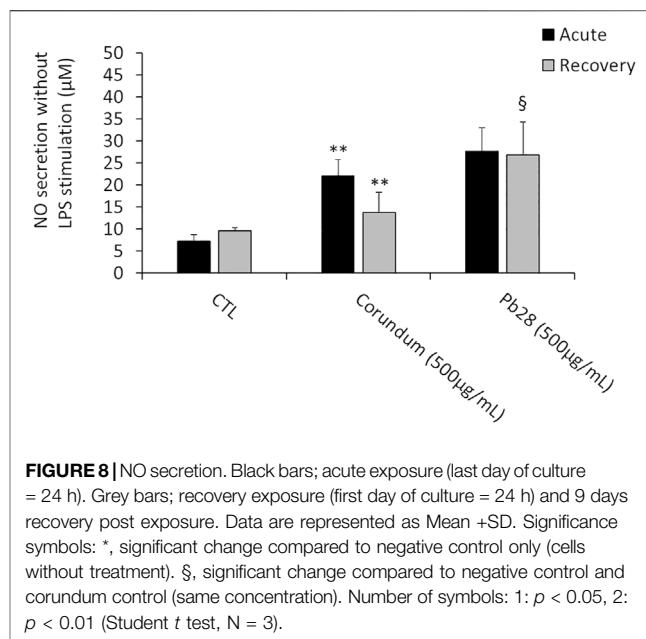 Acute
Recovery
NO secretion without
LPS stimulation (µM)
50
45
40
35
30
25
20
15
10
5
0
**
**
§
CTL
Corundum (500µg/mL)
Pb28 (500µg/mL)
FIGURE 8 | NO secretion. Black bars; acute exposure (last day of culture
= 24 h). Grey bars; recovery exposure (first day of culture = 24 h) and 9 days
recovery post exposure. Data are represented as Mean +SD. Significance
symbols: *, significant change compared to negative control only (cells
without treatment). §, significant change compared to negative control and
corundum control (same concentration). Number of symbols: 1: p < 0.05, 2:
p < 0.01 (Student t test, N = 3).